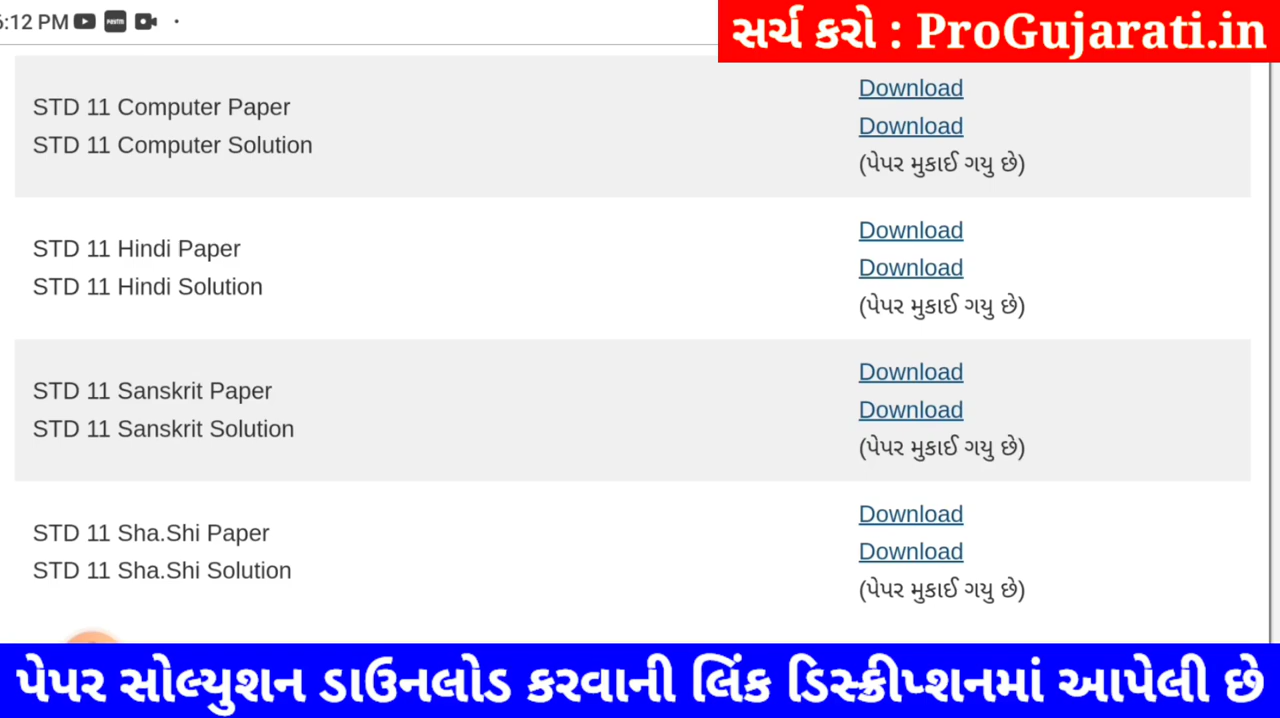 6:12 PM
સર્ચ કરો : ProGujarati.in
STD 11 Computer Paper
STD 11 Computer Solution
Download
Download
(પેપર મુકાઈ ગયુ છે)
STD 11 Hindi Paper
STD 11 Hindi Solution
Download
Download
(પેપર મુકાઈ ગયુ છે)
STD 11 Sanskrit Paper
STD 11 Sanskrit Solution
Download
Download
(પેપર મુકાઈ ગયુ છે)
STD 11 Sha.Shi Paper
STD 11 Sha.Shi Solution
Download
Download
(પેપર મુકાઈ ગયુ છે)
પેપર સોલ્યુશન ડાઉનલોડ કરવાની લિંક ડિસ્ક્રીપ્શનમાં આપેલી છે